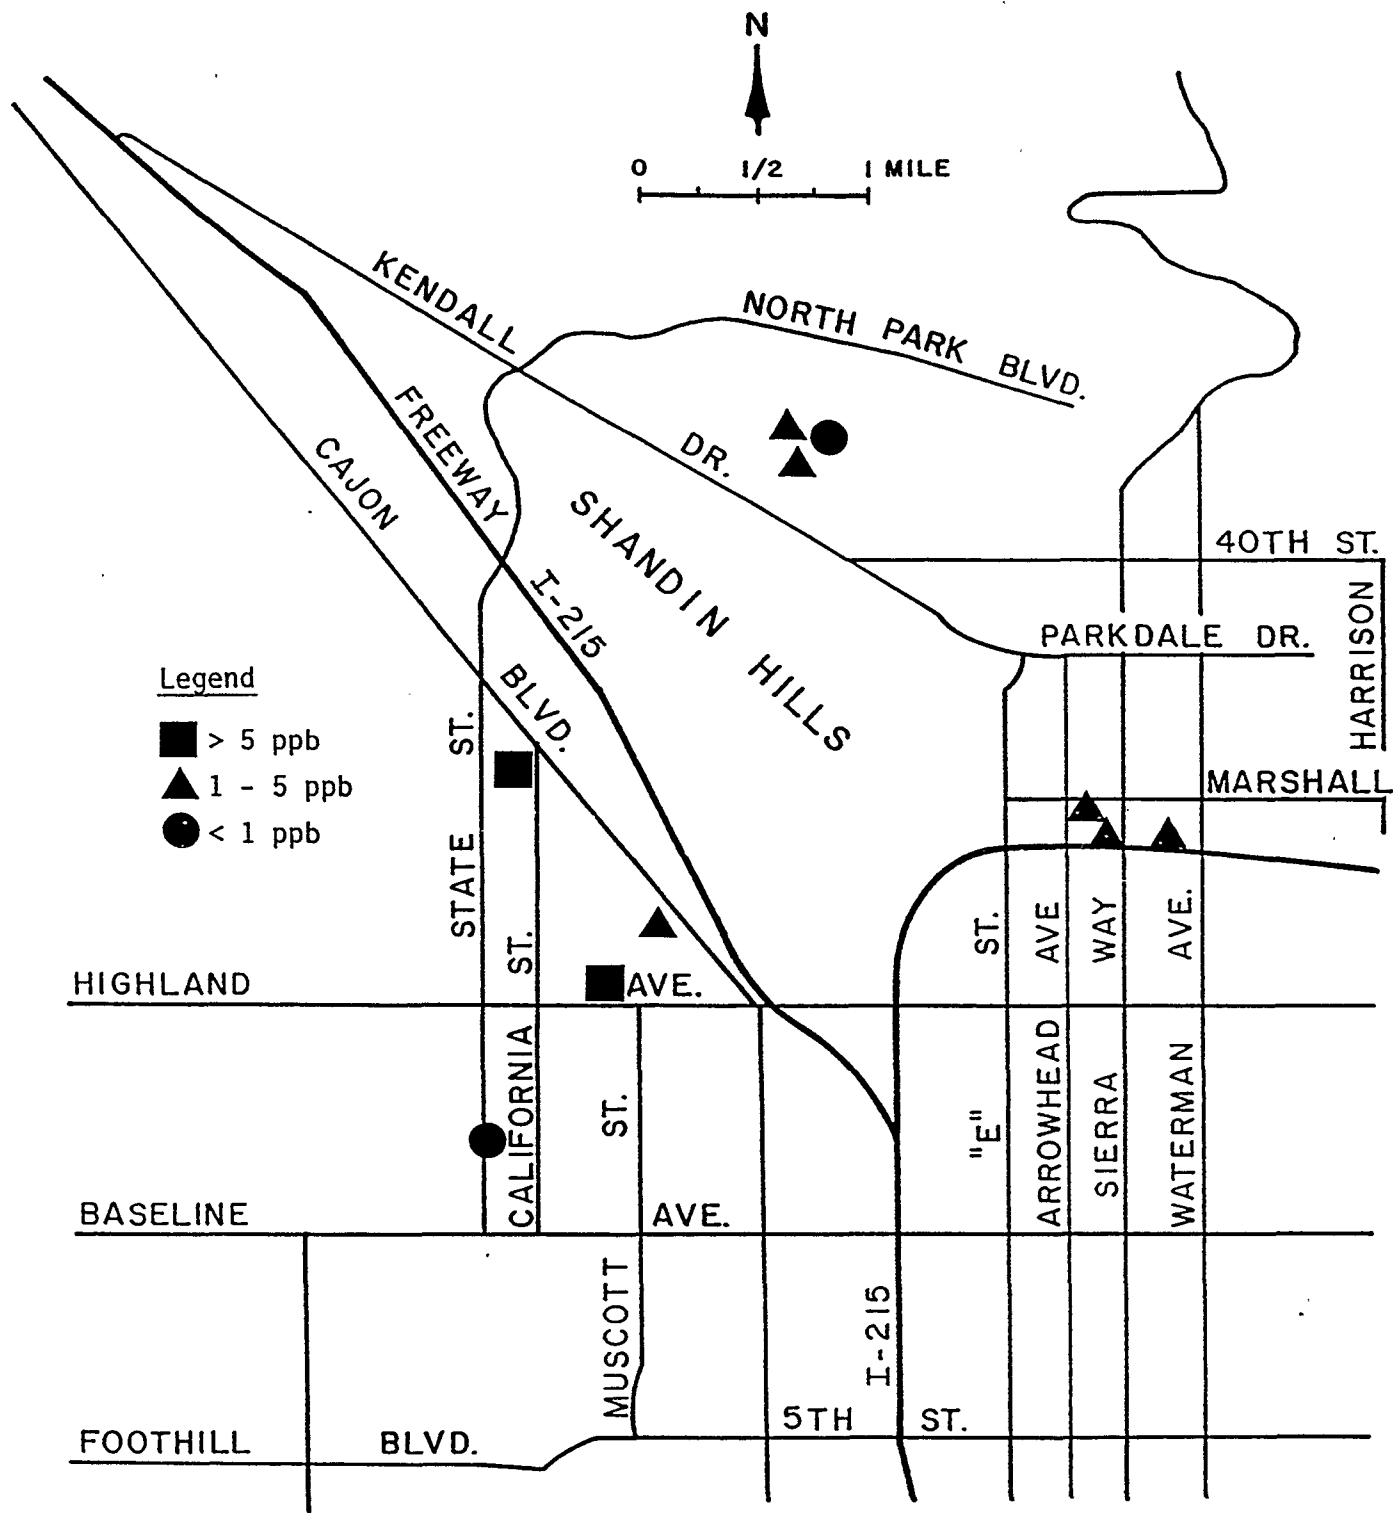 N
0 1/2 1 MILE
KENDALL DR.
NORTH PARK BLVD.
FREEWAY
I-215
CAJON BLVD.
SHANDIN HILLS
40TH ST.
PARKDALE DR.
HARRISON
MARSHALL
Legend
> 5 ppb
1 - 5 ppb
< 1 ppb
STATE ST.
CALIFORNIA ST.
HIGHLAND AVE.
"E" ST.
ARROWHEAD AVE
SIERRA WAY
WATERMAN AVE.
BASELINE AVE.
MUSCOTT ST.
I-215
5TH ST.
FOOTHILL BLVD.